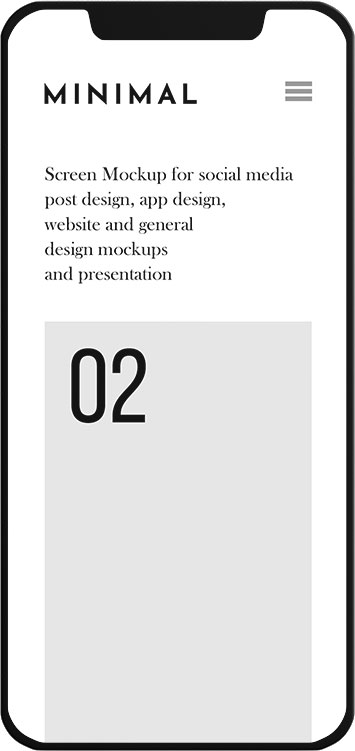 MINIMAL
Screen Mockup for social media
post design, app design,
website and general
design mockups
and presentation
02